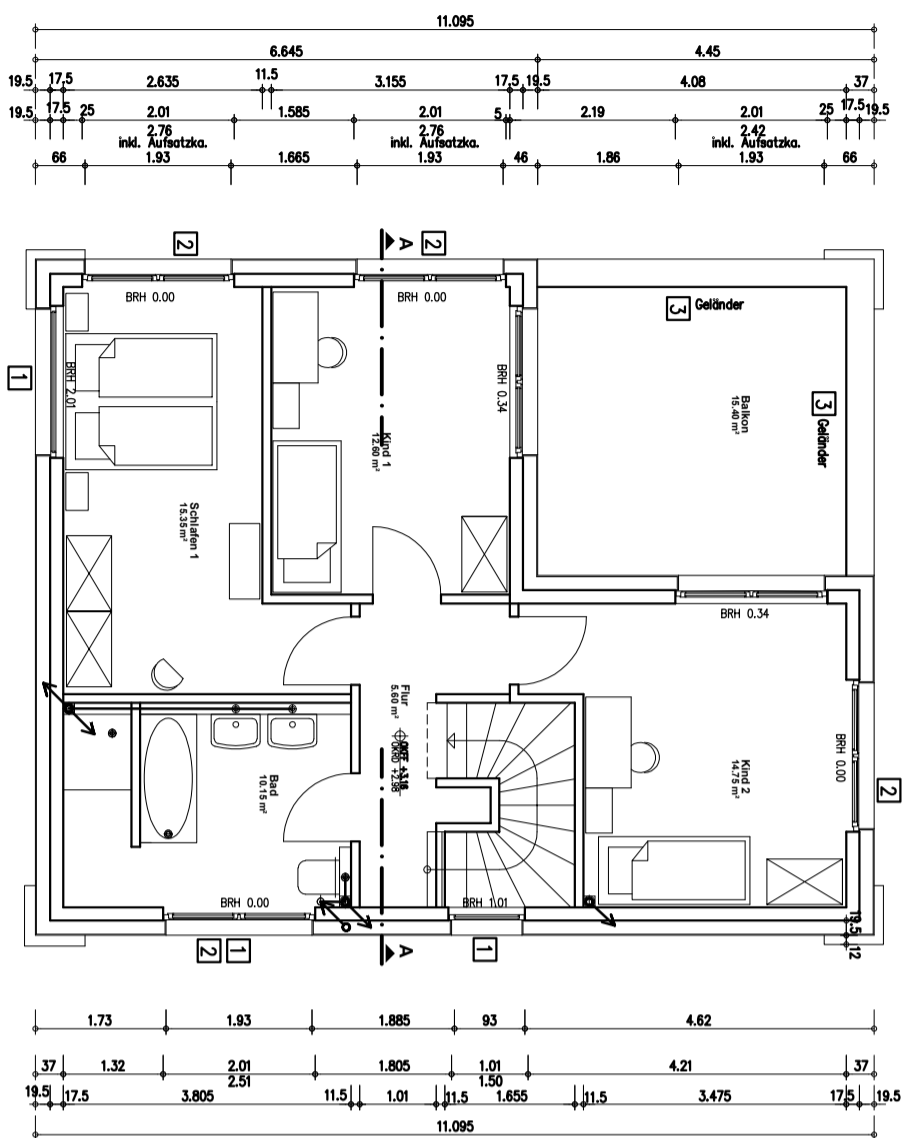 11.095
6.645 4.45
19.5 17.5 2.635 11.5 3.155 17.5 19.5 4.08 37
19.5 17.5 25 2.01 1.585 2.01 5 2.19 2.01 25 17.5 19.5
2.76 2.76 2.42
inkl. Aufsatzka. inkl. Aufsatzka. inkl. Aufsatzka.
66 1.93 1.665 1.93 46 1.86 1.93 66
2 A 2
BRH 0.00 BRH 0.00
3 Geländer
1
BRH 2.01
BRH 0.34
3 Geländer
Balkon
15.40 m²
Kind 1
12.60 m²
Schlafen 1
15.35 m²
BRH 0.34
Flur
5.60 m²
OKFF +3.18
OKRD +2.98
BRH 0.00
2
Kind 2
14.75 m²
Bad
10.15 m²
BRH 0.00 BRH 1.01
19.5
12
2 1 A 1
1.73 1.93 1.885 93 4.62
37 1.32 2.01 1.805 1.01 4.21 37
2.51 1.50
19.5 17.5 3.805 11.5 1.01 11.5 1.655 11.5 3.475 17.5 19.5
11.095